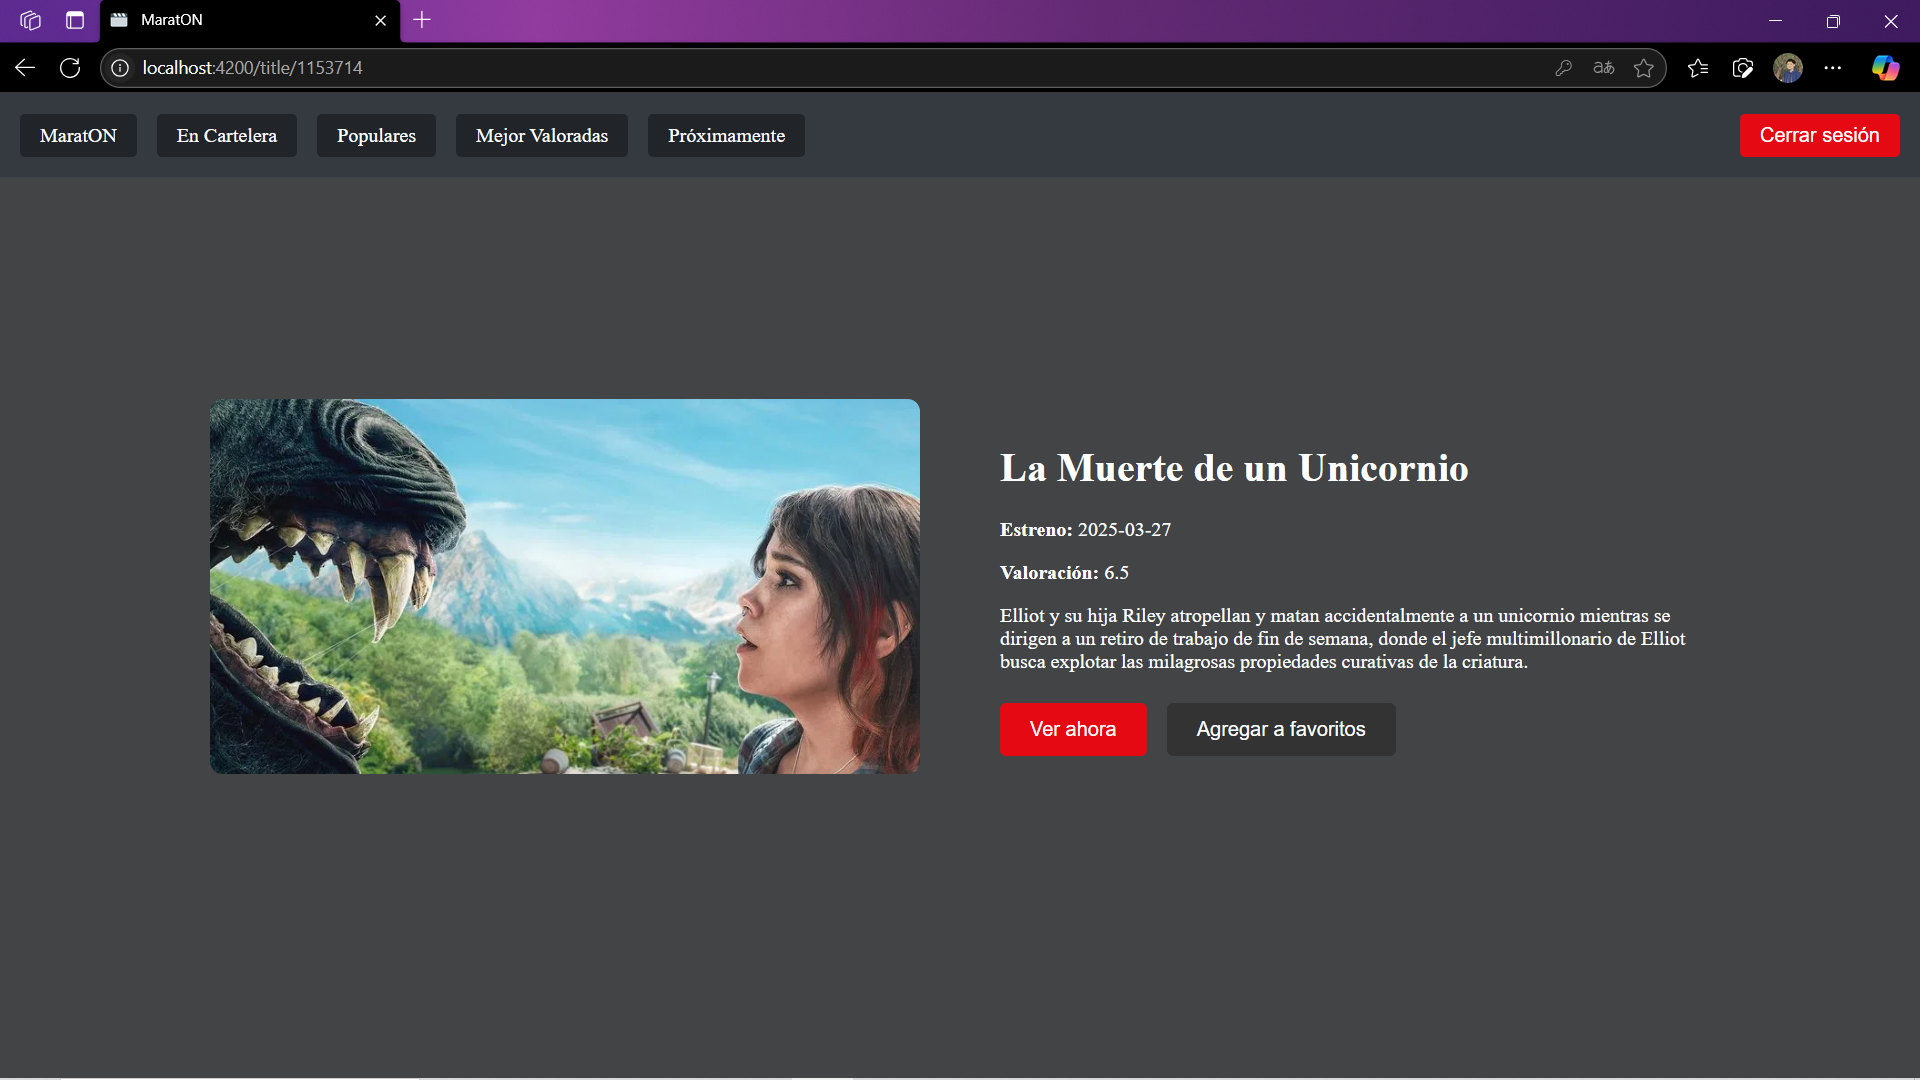 MaratON
localhost:4200/title/1153714
MaratON
En Cartelera
Populares
Mejor Valoradas
Próximamente
Cerrar sesión
La Muerte de un Unicornio
Estreno: 2025-03-27
Valoración: 6.5
Elliot y su hija Riley atropellan y matan accidentalmente a un unicornio mientras se
dirigen a un retiro de trabajo de fin de semana, donde el jefe multimillonario de Elliot
busca explotar las milagrosas propiedades curativas de la criatura.
Ver ahora
Agregar a favoritos